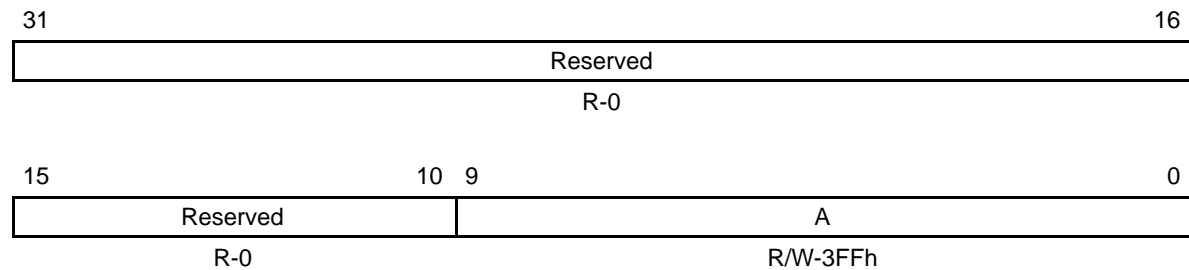 31 16
Reserved
R-0
15 10 9 0
Reserved A
R-0 R/W-3FFh